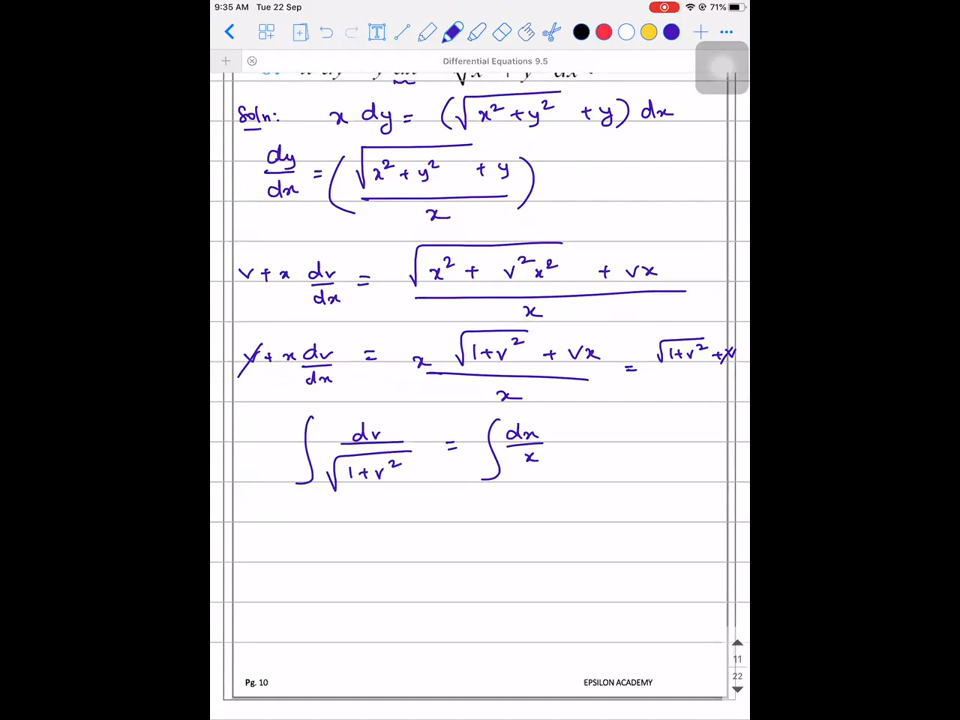 9:35 AM Tue 22 Sep 71%
Differential Equations 9.5
Soln: x dy = (√x² + y² + y) dx
dy/dx = (√x² + y² + y / x)
v + x dv/dx = √x² + v²x² + vx / x
v + x dv/dx = x √1+v² + vx / x = √1+v² + v
∫ dv/√1+v² = ∫ dx/x
11
22
Pg. 10 EPSILON ACADEMY